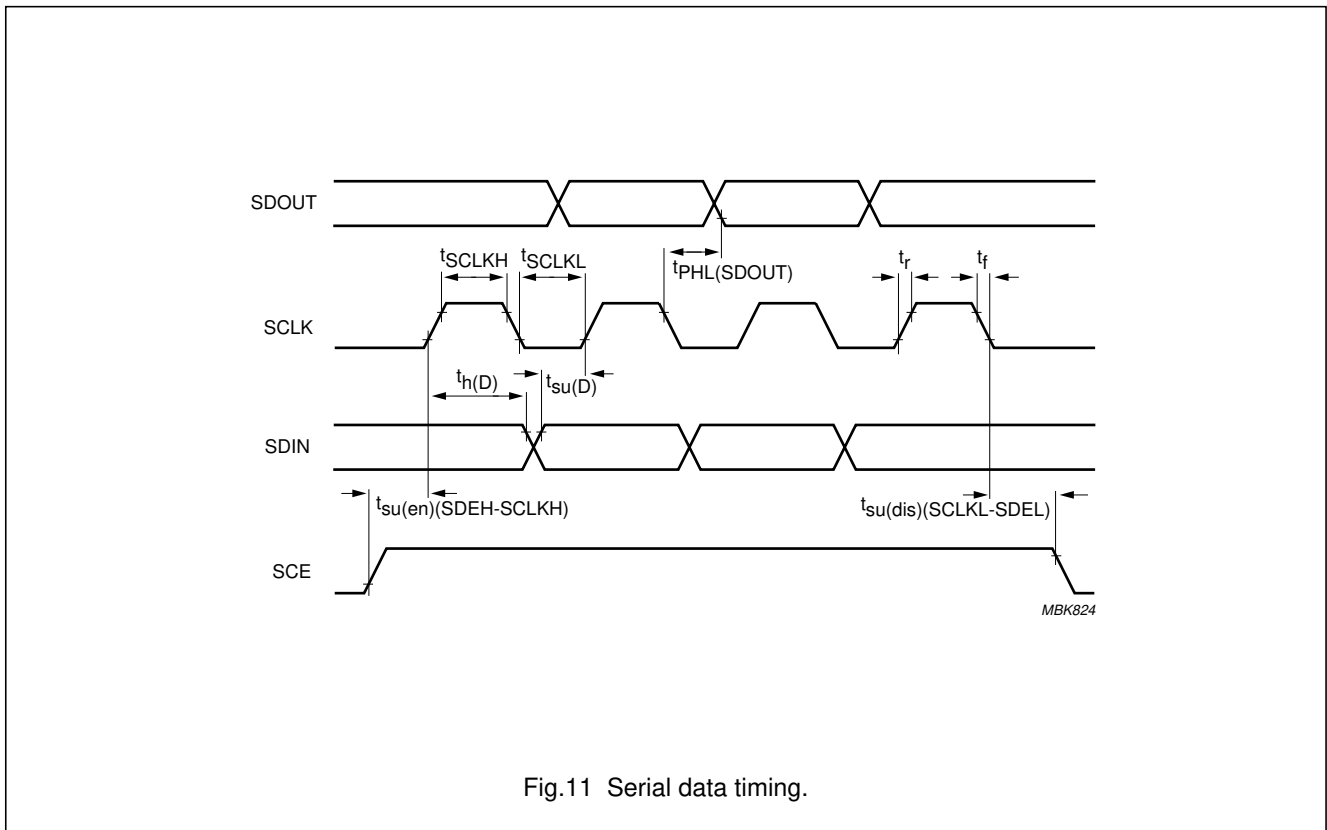 SDOUT
tSCLKH
tSCLKL
tPHL(SDOUT)
tr
tf
SCLK
th(D)
tsu(D)
SDIN
tsu(en)(SDEH-SCLKH)
tsu(dis)(SCLKL-SDEL)
SCE
MBK824
Fig.11 Serial data timing.